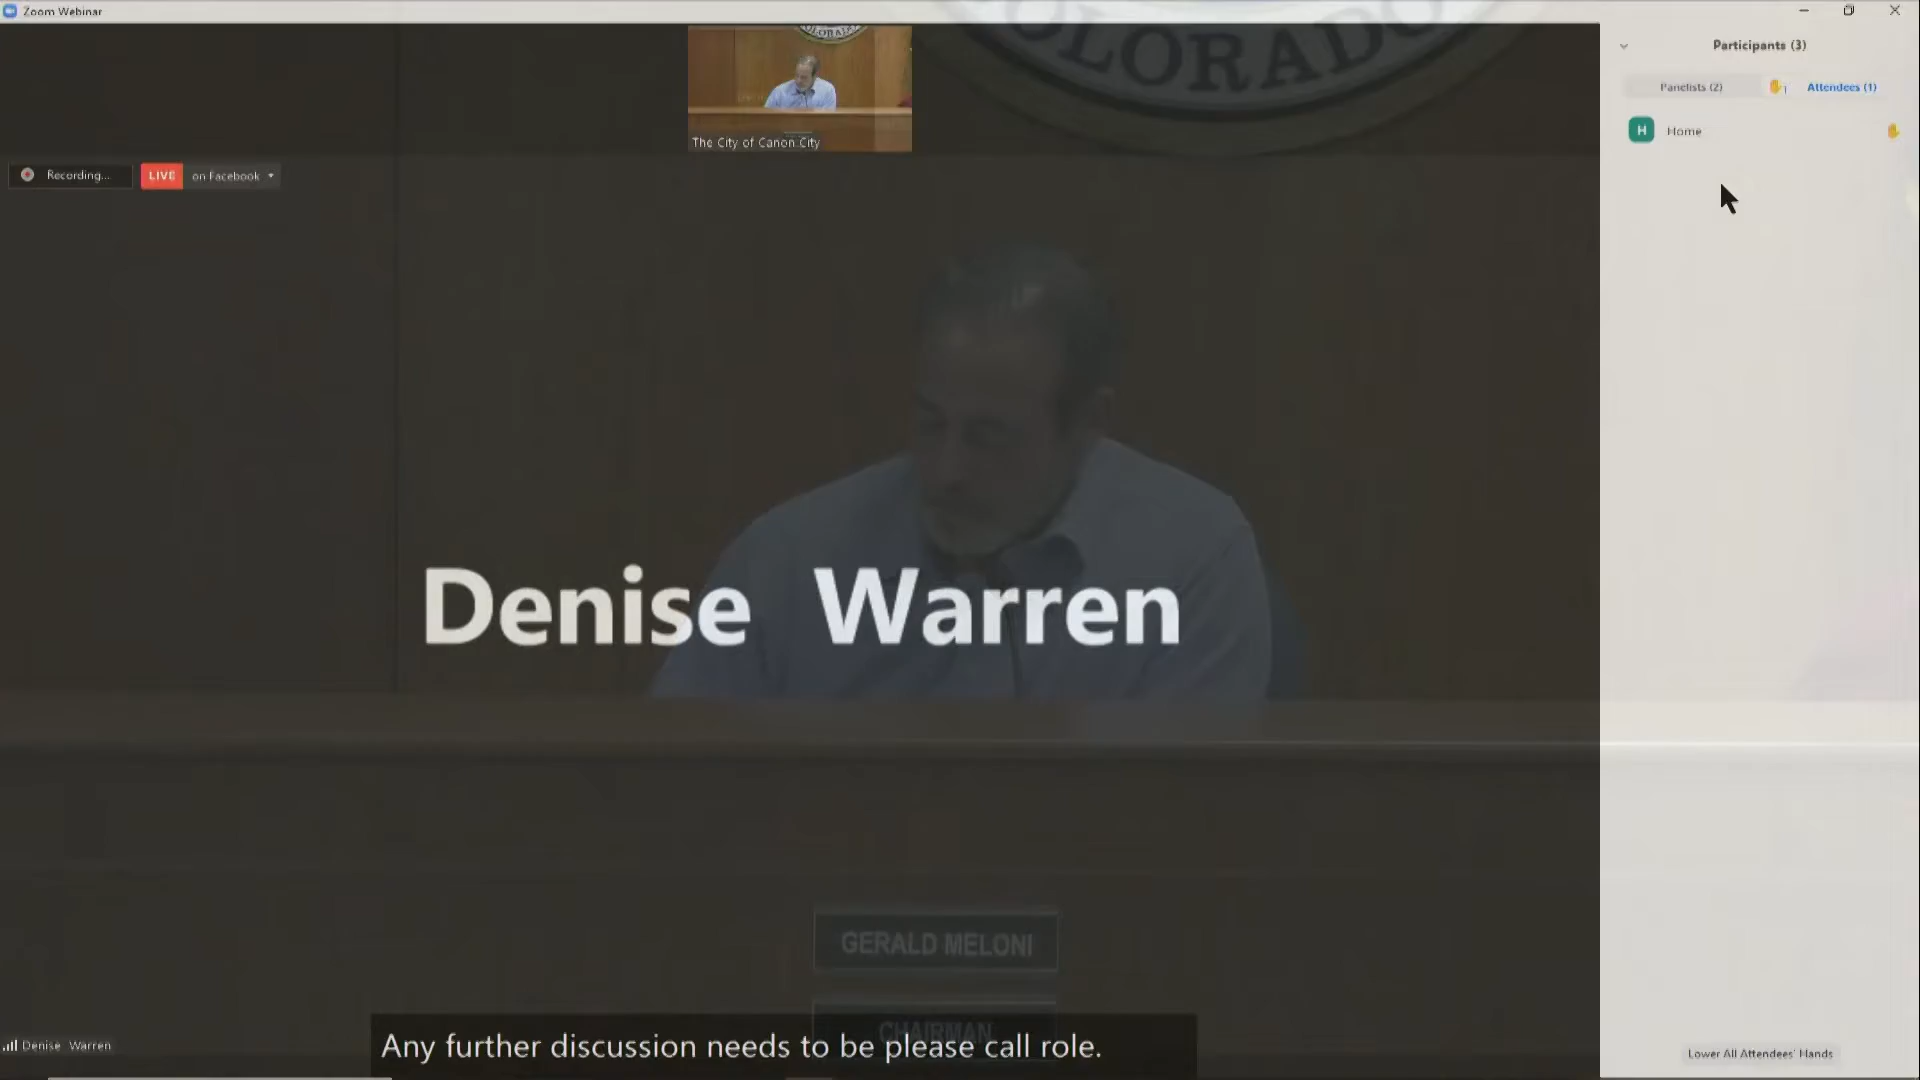 Zoom Webinar
COLORADO
Participants (3)
Panelists (2)
1
Attendees (1)
H
Home
The City of Canon City
Recording...
LIVE
on Facebook
OLORADO
Denise Warren
GERALD MELONI
CHAIRMAN
Any further discussion needs to be please call role.
Denise Warren
Lower All Attendees' Hands